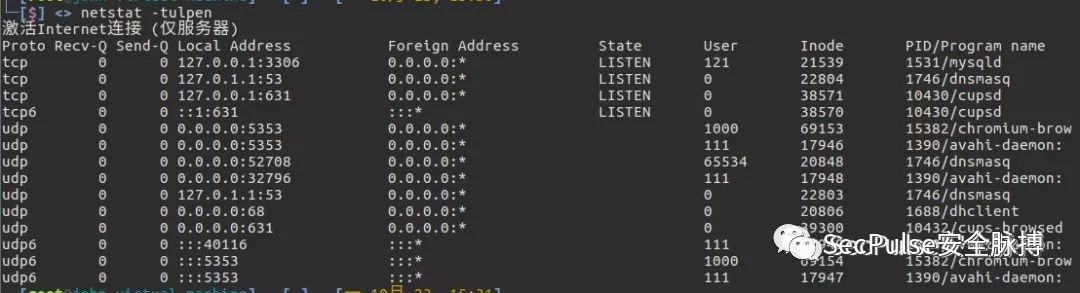 [$] <> netstat -tulpen
激活Internet连接 (仅服务器)
Proto Recv-Q Send-Q Local Address Foreign Address State User Inode PID/Program name
tcp 0 0 127.0.0.1:3306 0.0.0.0:* LISTEN 121 21539 1531/mysqld
tcp 0 0 127.0.1.1:53 0.0.0.0:* LISTEN 0 22804 1746/dnsmasq
tcp 0 0 127.0.0.1:631 0.0.0.0:* LISTEN 0 38571 10430/cupsd
tcp6 0 0 ::1:631 :::* LISTEN 0 38570 10430/cupsd
udp 0 0 0.0.0.0:5353 0.0.0.0:* 1000 69153 15382/chromium-brow
udp 0 0 0.0.0.0:5353 0.0.0.0:* 111 17946 1390/avahi-daemon:
udp 0 0 0.0.0.0:52708 0.0.0.0:* 65534 20848 1746/dnsmasq
udp 0 0 0.0.0.0:32796 0.0.0.0:* 111 17948 1390/avahi-daemon:
udp 0 0 127.0.1.1:53 0.0.0.0:* 0 22803 1746/dnsmasq
udp 0 0 0.0.0.0:68 0.0.0.0:* 0 20806 1688/dhclient
udp 0 0 0.0.0.0:631 0.0.0.0:* 0 39300 10432/cups-browsed
udp6 0 0 :::40116 :::* 111
udp6 0 0 :::5353 :::* 1000 69154 15382/chromium-brow
udp6 0 0 :::5353 :::* 111 17947 1390/avahi-daemon:
SecPulse安全脉搏